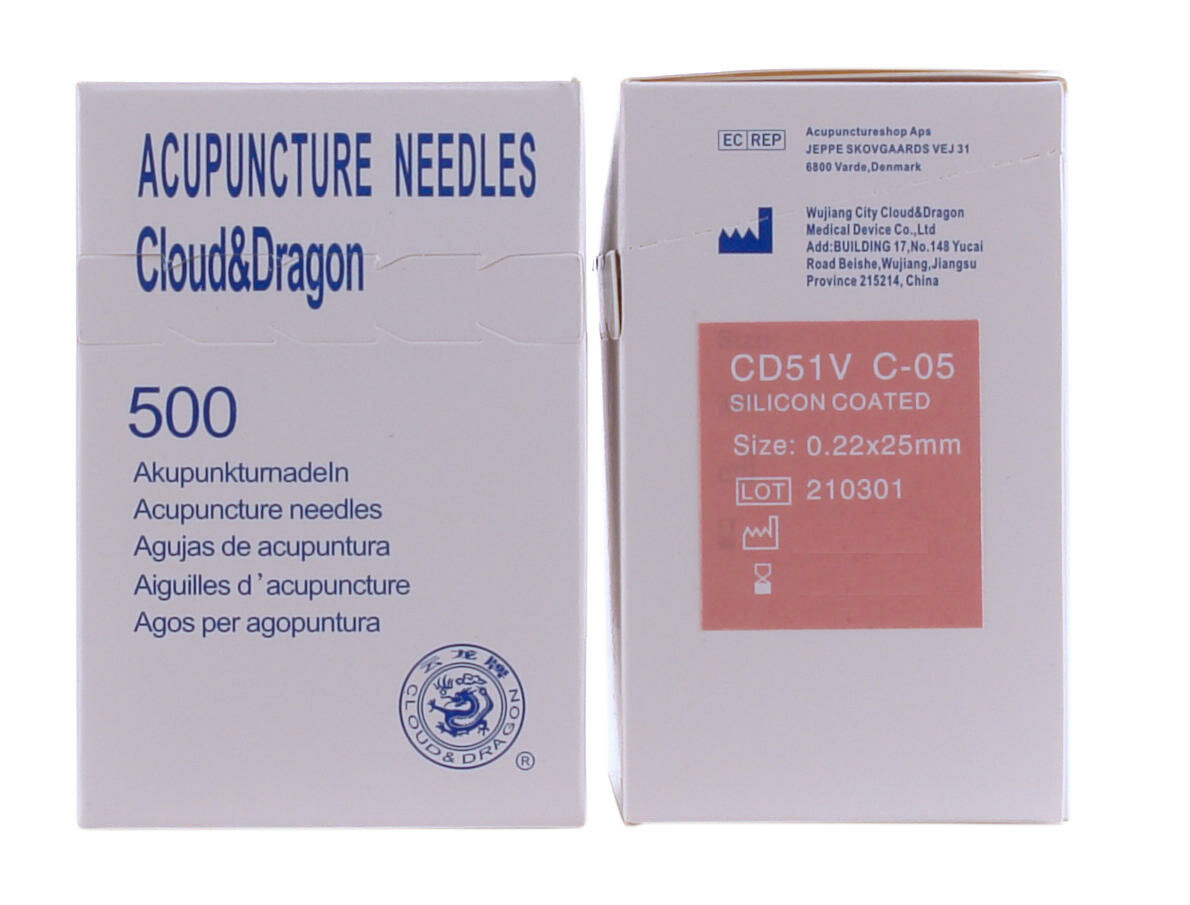 ACUPUNCTURE NEEDLES
Cloud&Dragon
500
Akupunkturnadeln
Acupuncture needles
Agujas de acupuntura
Aiguilles d'acupuncture
Agos per agopuntura
云龙牌
CLOUD&DRAGON
®
EC REP
Acupunctureshop Aps
JEPPE SKOVGAARDS VEJ 31
6800 Varde,Denmark
Wujiang City Cloud&Dragon
Medical Device Co.,Ltd
Add:BUILDING 17,No.148 Yucai
Road Beishe,Wujiang,Jiangsu
Province 215214, China
CD51V C-05
SILICON COATED
Size: 0.22x25mm
LOT 210301